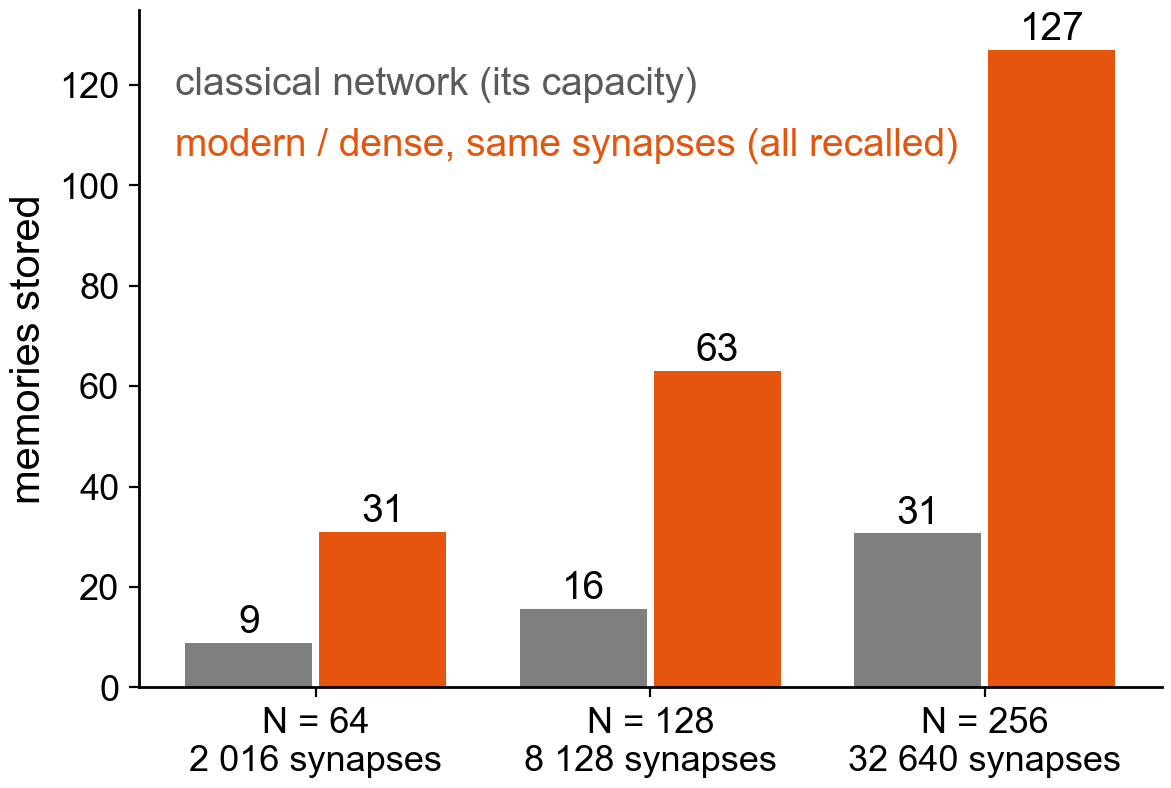 127
120
classical network (its capacity)
modern / dense, same synapses (all recalled)
100
memories stored
80
63
60
40
31
31
20
16
9
0
N = 64
N = 128
N = 256
2 016 synapses
8 128 synapses
32 640 synapses